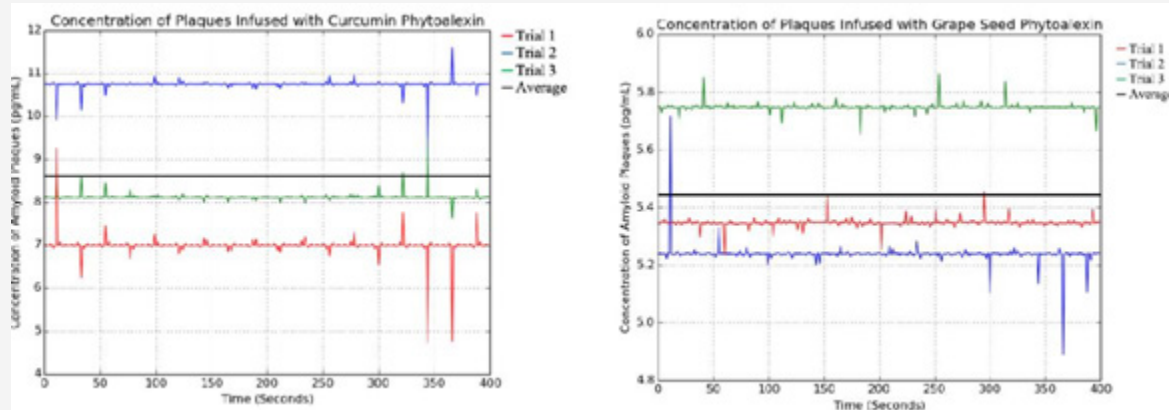 Concentration of Plaques Infused with Curcumin Phytoalexin
12
11
10
9
8
7
6
5
4
Concentration of Amyloid Plaques (pg/mL)
0 50 100 150 200 250 300 350 400
Time (Seconds)
Trial 1
Trial 2
Trial 3
Average
Concentration of Plaques Infused with Grape Seed Phytoalexin
6.0
5.8
5.6
5.4
5.2
5.0
4.8
Concentration of Amyloid Plaques (pg/mL)
0 50 100 150 200 250 300 350 400
Time (Seconds)
Trial 1
Trial 2
Trial 3
Average